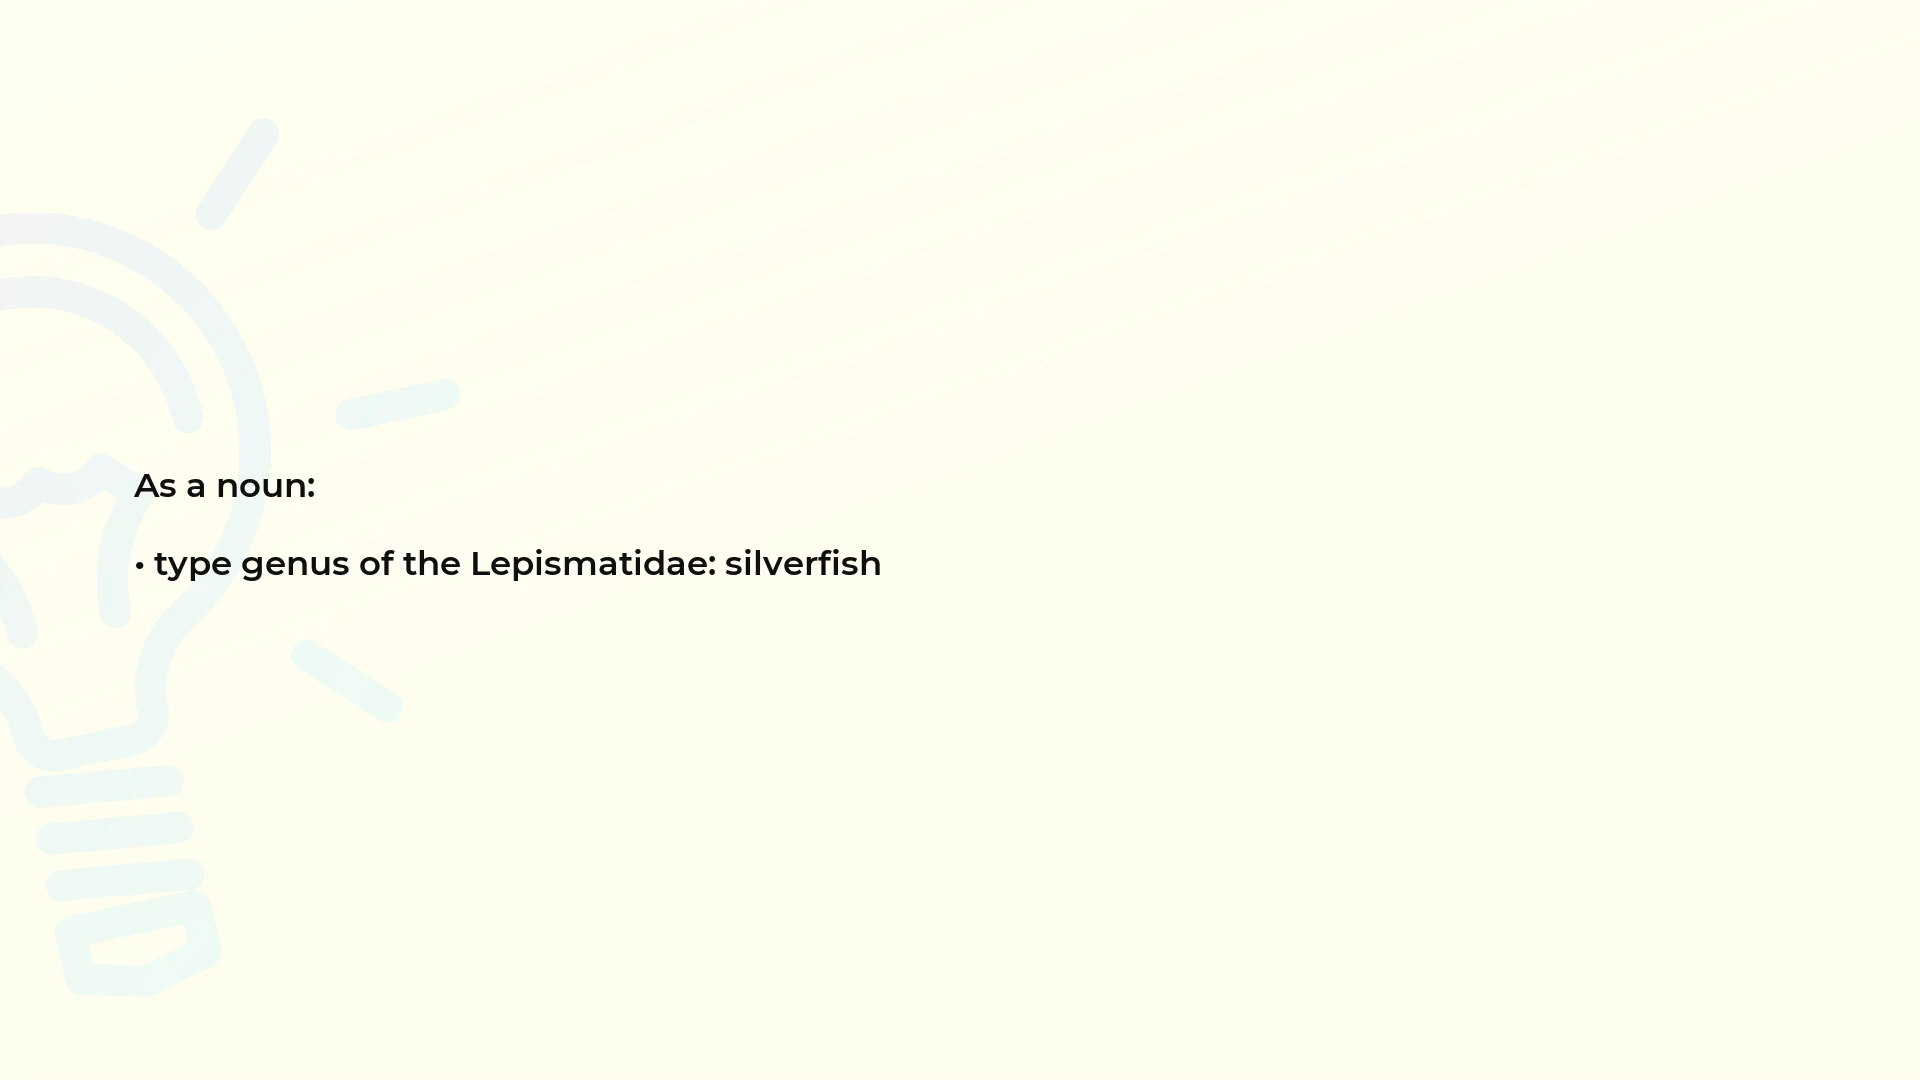 As a noun:
• type genus of the Lepismatidae: silverfish